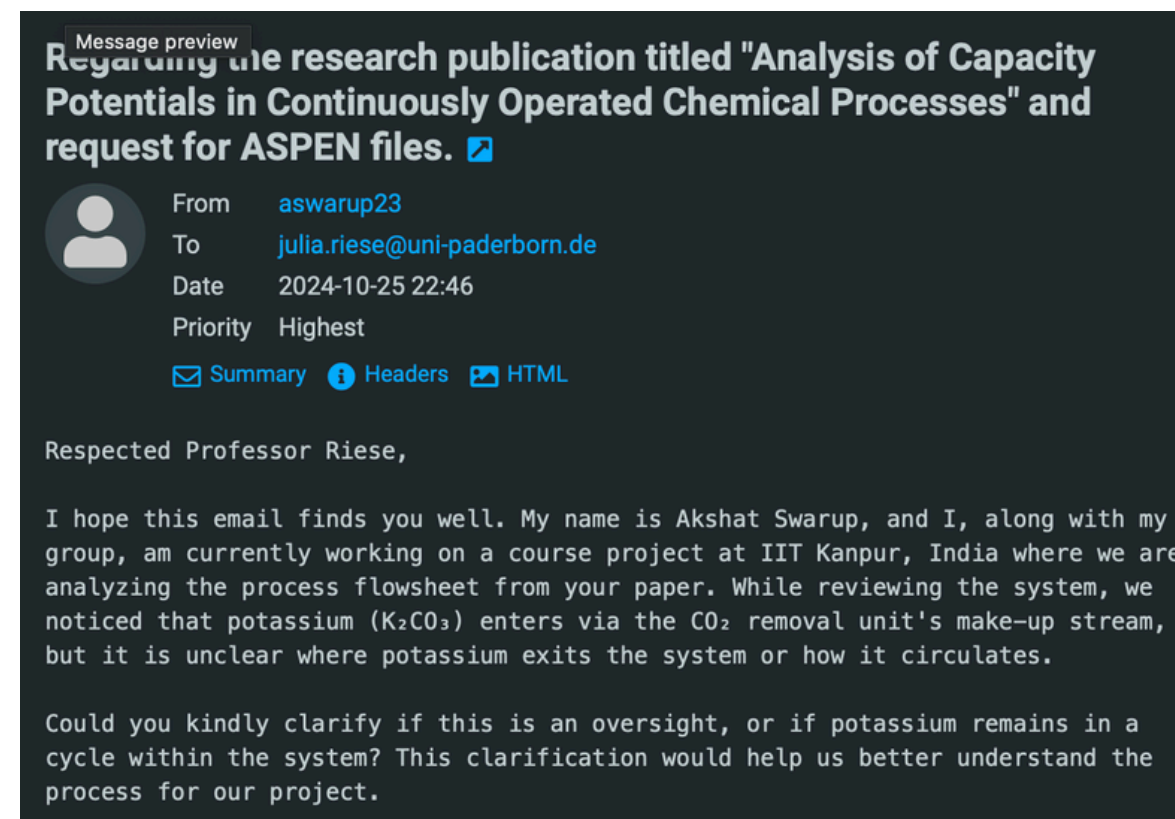 Message preview
Regarding the research publication titled "Analysis of Capacity
Potentials in Continuously Operated Chemical Processes" and
request for ASPEN files.
From aswarup23
To julia.riese@uni-paderborn.de
Date 2024-10-25 22:46
Priority Highest
Summary Headers HTML
Respected Professor Riese,
I hope this email finds you well. My name is Akshat Swarup, and I, along with my
group, am currently working on a course project at IIT Kanpur, India where we are
analyzing the process flowsheet from your paper. While reviewing the system, we
noticed that potassium (K₂CO₃) enters via the CO₂ removal unit's make-up stream,
but it is unclear where potassium exits the system or how it circulates.
Could you kindly clarify if this is an oversight, or if potassium remains in a
cycle within the system? This clarification would help us better understand the
process for our project.